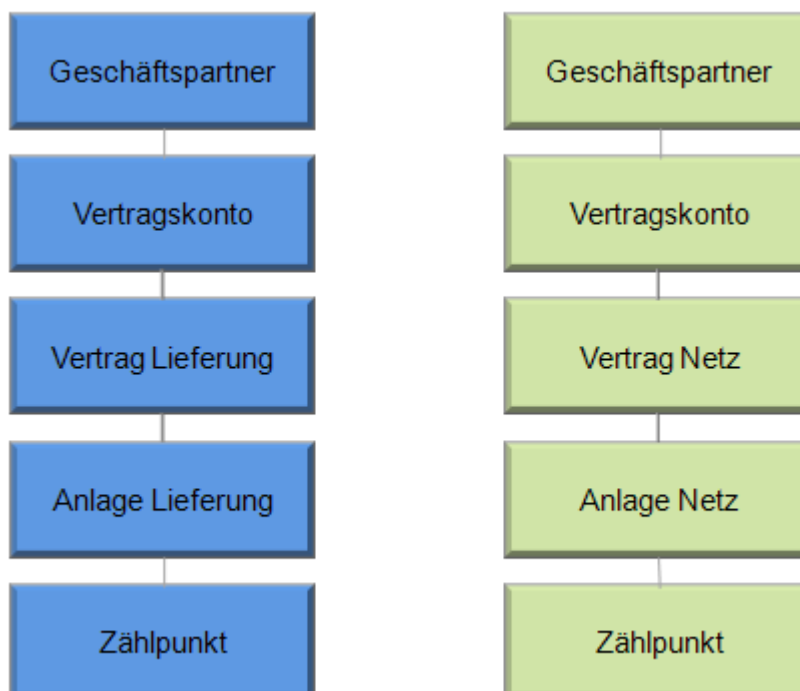 Geschäftspartner
Vertragskonto
Vertrag Lieferung
Anlage Lieferung
Zählpunkt
Geschäftspartner
Vertragskonto
Vertrag Netz
Anlage Netz
Zählpunkt